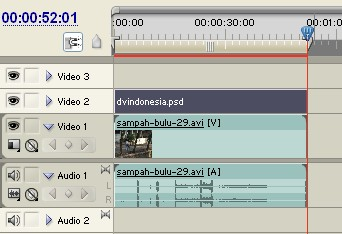 00:00:52:01
:00:00 00:00:30:00 00:01:0
Video 3
Video 2 dvindonesia.psd
Video 1 sampah-bulu-29.avi [V]
Audio 1 sampah-bulu-29.avi [A]
L
R
Audio 2